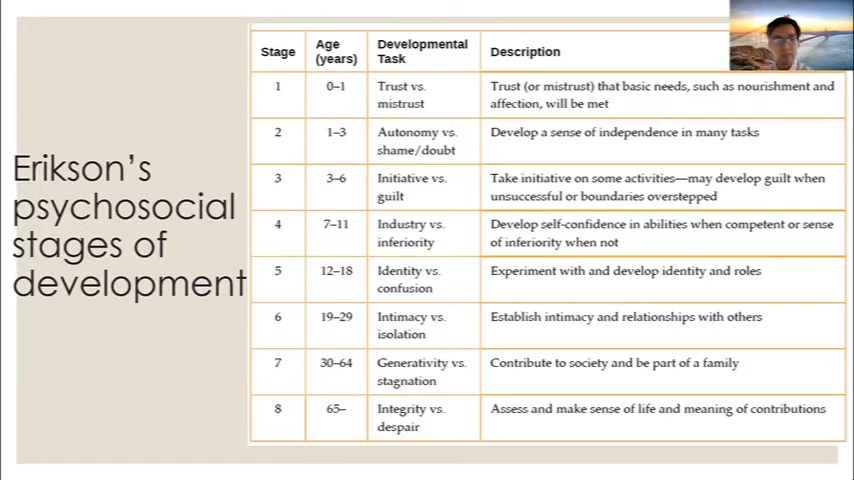 Erikson's
psychosocial
stages of
development
Stage
Age
(years)
Developmental
Task
Description
1
0–1
Trust vs.
mistrust
Trust (or mistrust) that basic needs, such as nourishment and
affection, will be met
2
1–3
Autonomy vs.
shame/doubt
Develop a sense of independence in many tasks
3
3–6
Initiative vs.
guilt
Take initiative on some activities—may develop guilt when
unsuccessful or boundaries overstepped
4
7–11
Industry vs.
inferiority
Develop self-confidence in abilities when competent or sense
of inferiority when not
5
12–18
Identity vs.
confusion
Experiment with and develop identity and roles
6
19–29
Intimacy vs.
isolation
Establish intimacy and relationships with others
7
30–64
Generativity vs.
stagnation
Contribute to society and be part of a family
8
65–
Integrity vs.
despair
Assess and make sense of life and meaning of contributions